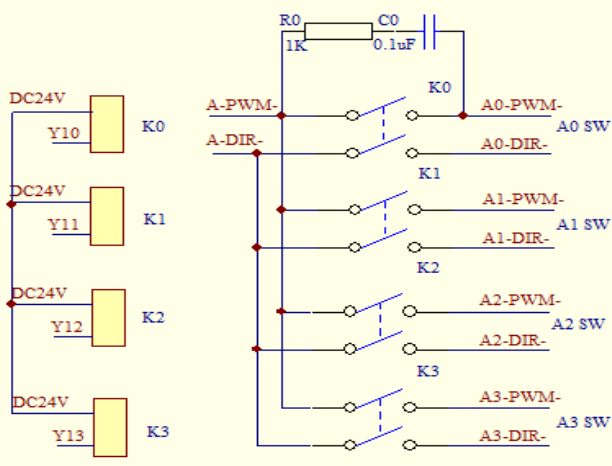 R0 C0
1K 0.1uF
DC24V
K0
Y10
A-PWM-
K0
A0-PWM-
A0 SW
A-DIR-
A0-DIR-
DC24V
K1
Y11
K1
A1-PWM-
A1 SW
A1-DIR-
DC24V
K2
Y12
K2
A2-PWM-
A2 SW
A2-DIR-
DC24V
K3
Y13
K3
A3-PWM-
A3 SW
A3-DIR-